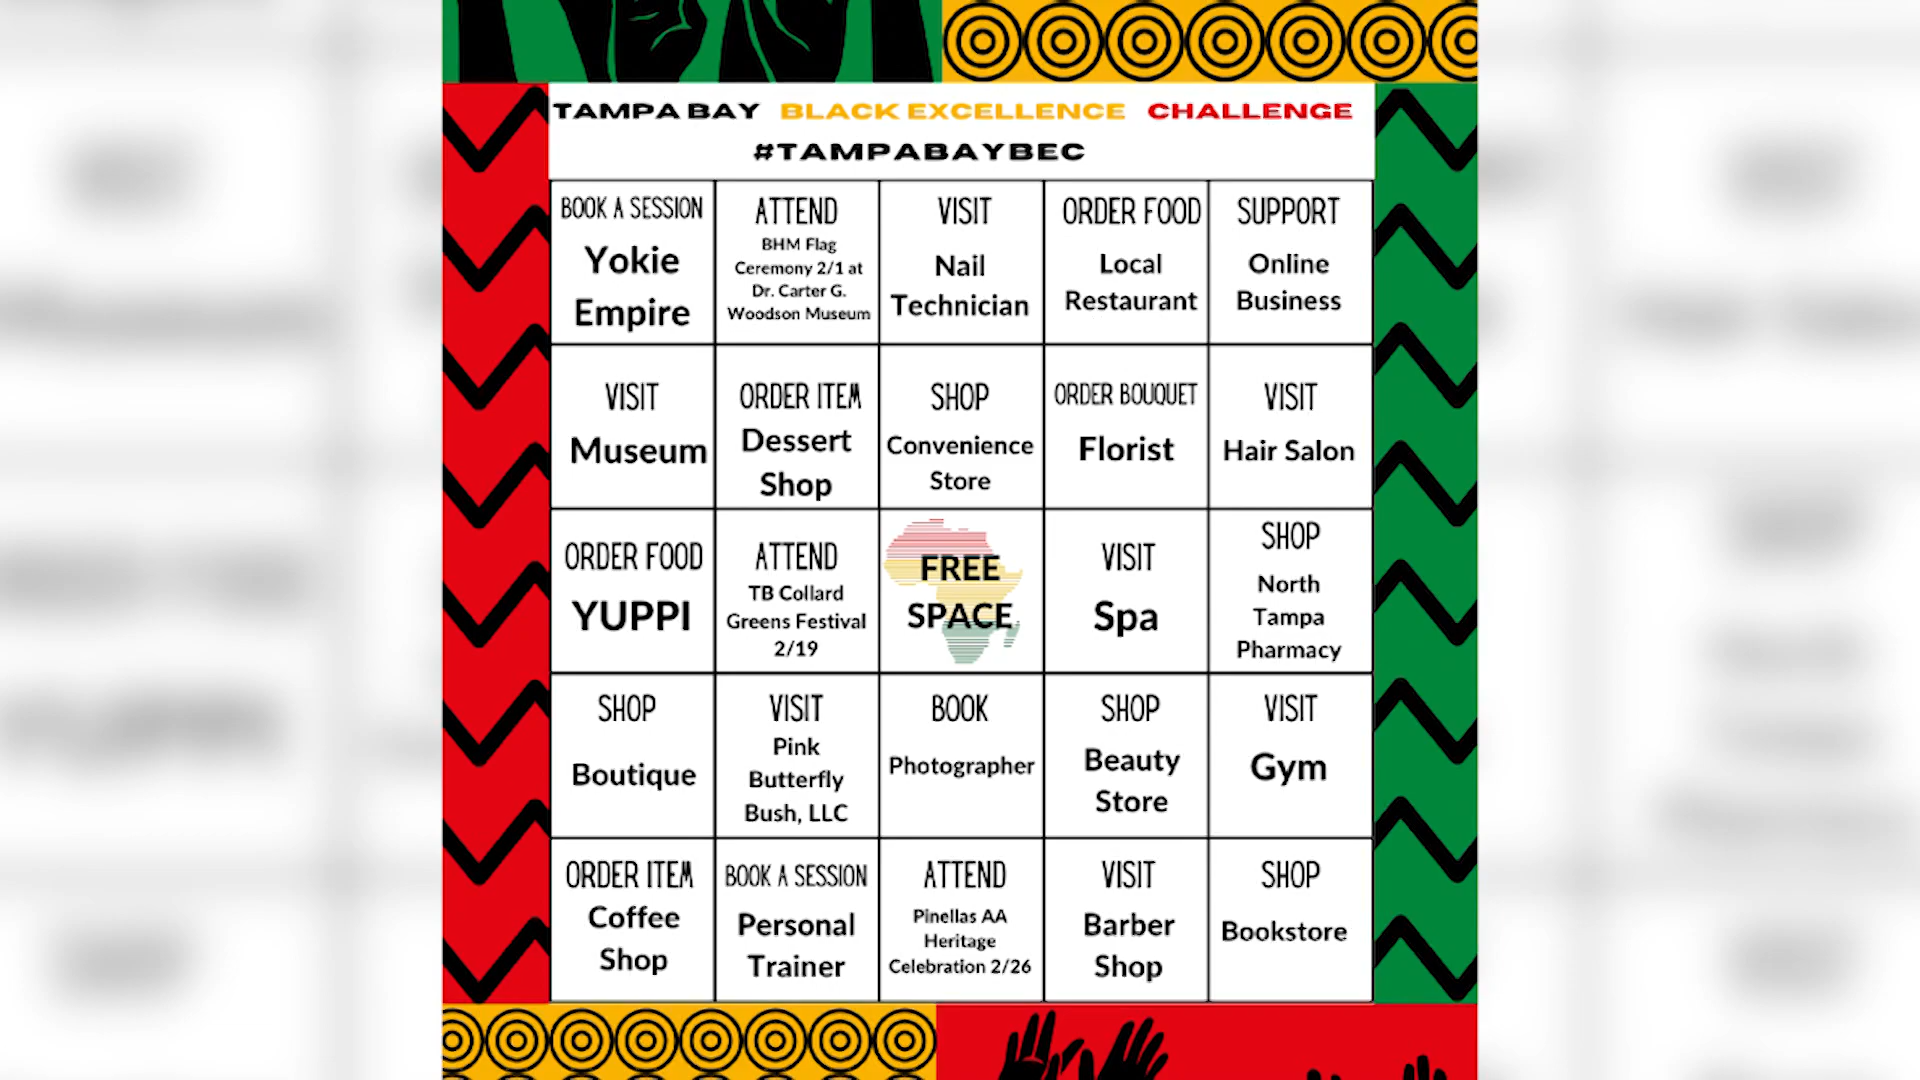 TAMPA BAY BLACK EXCELLENCE CHALLENGE
#TAMPABAYBEC
BOOK A SESSION
Yokie
Empire
ATTEND
BHM Flag
Ceremony 2/1 at
Dr. Carter G.
Woodson Museum
VISIT
Nail
Technician
ORDER FOOD
Local
Restaurant
SUPPORT
Online
Business
VISIT
Museum
ORDER ITEM
Dessert
Shop
SHOP
Convenience
Store
ORDER BOUQUET
Florist
VISIT
Hair Salon
ORDER FOOD
YUPPI
ATTEND
TB Collard
Greens Festival
2/19
FREE
SPACE
VISIT
Spa
SHOP
North
Tampa
Pharmacy
SHOP
Boutique
VISIT
Pink
Butterfly
Bush, LLC
BOOK
Photographer
SHOP
Beauty
Store
VISIT
Gym
ORDER ITEM
Coffee
Shop
BOOK A SESSION
Personal
Trainer
ATTEND
Pinellas AA
Heritage
Celebration 2/26
VISIT
Barber
Shop
SHOP
Bookstore